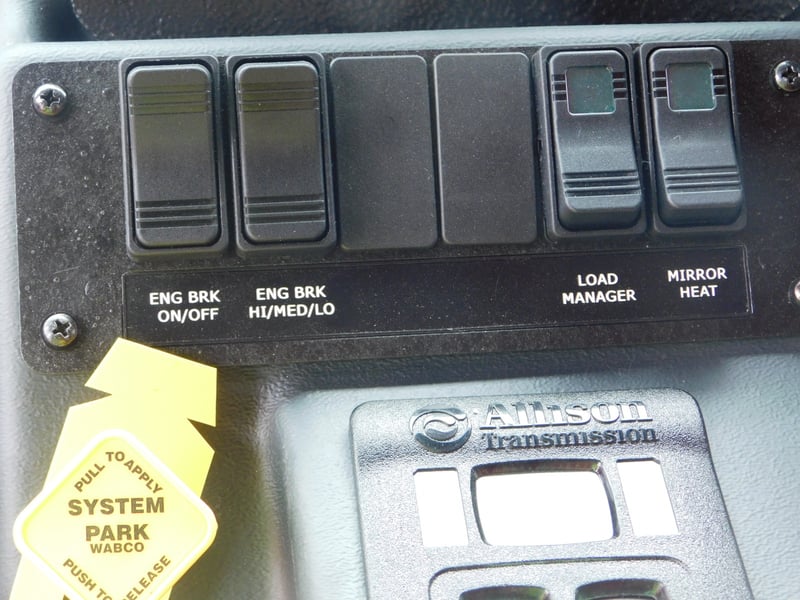 ENG BRK
ON/OFF
ENG BRK
HI/MED/LO
LOAD
MANAGER
MIRROR
HEAT
Allison
Transmission
PULL TO APPLY
SYSTEM
PARK
WABCO
PUSH TO RELEASE